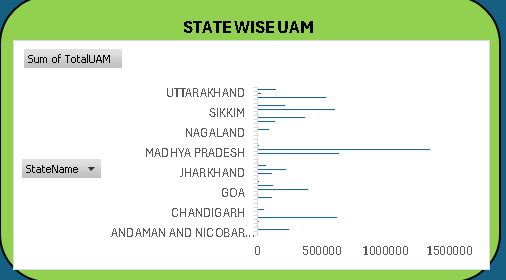 STATE WISE UAM
Sum of TotalUAM
UTTARAKHAND
SIKKIM
NAGALAND
MADHYA PRADESH
StateName
JHARKHAND
GOA
CHANDIGARH
ANDAMAN AND NICOBAR...
0 500000 1000000 1500000